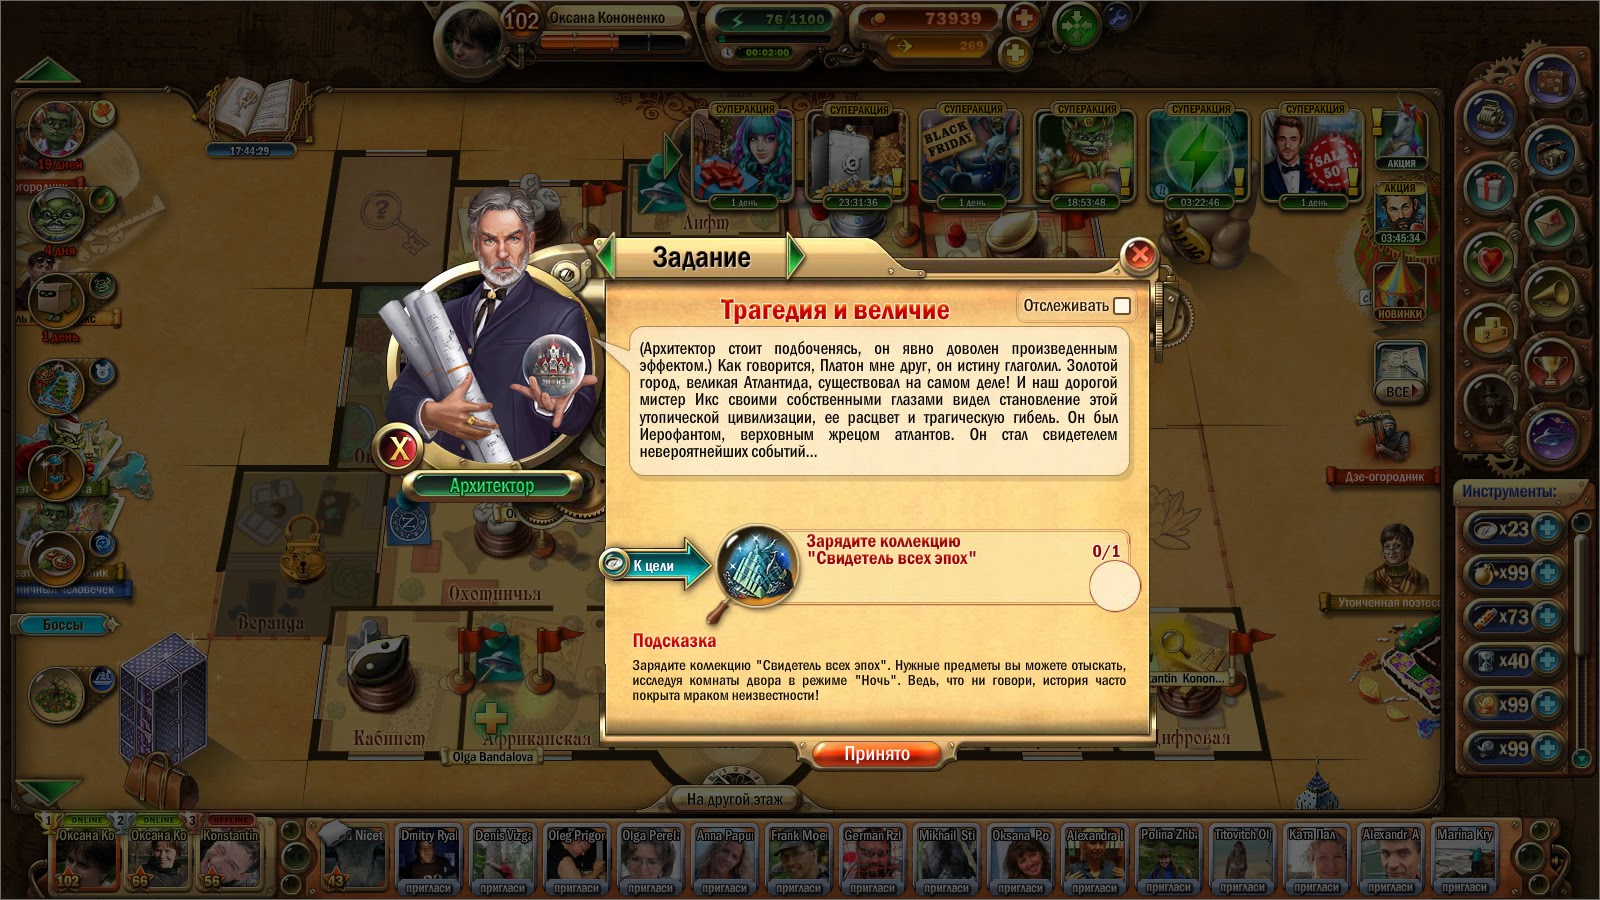 102
Оксана Кононенко
76/1100
00:02:00
73939
269
17:44:29
19 дней
4 дня
1 день
Боссы
СУПЕРАКЦИЯ
1 день
СУПЕРАКЦИЯ
23:31:36
СУПЕРАКЦИЯ
BLACK FRIDAY
1 день
СУПЕРАКЦИЯ
18:53:48
СУПЕРАКЦИЯ
03:22:46
СУПЕРАКЦИЯ
SALE 50
1 день
АКЦИЯ
АКЦИЯ
03:45:34
НОВИНКИ
ВСЕ
Дзе-огородник
Утонченная поэтесс
Лифт
Задание
Трагедия и величие
Отслеживать
(Архитектор стоит подбоченясь, он явно доволен произведенным
эффектом.) Как говорится, Платон мне друг, он истину глаголил. Золотой
город, великая Атлантида, существовал на самом деле! И наш дорогой
мистер Икс своими собственными глазами видел становление этой
утопической цивилизации, ее расцвет и трагическую гибель. Он был
Иерофантом, верховным жрецом атлантов. Он стал свидетелем
невероятнейших событий...
X
Архитектор
К цели
Зарядите коллекцию
"Свидетель всех эпох"
0/1
Подсказка
Зарядите коллекцию "Свидетель всех эпох". Нужные предметы вы можете отыскать,
исследуя комнаты двора в режиме "Ночь". Ведь, что ни говори, история часто
покрыта мраком неизвестности!
Принято
Охотничья
Веранда
Кабинет
Африканская
Olga Bandalova
tantin Konon...
цифровая
На другой этаж
Инструменты:
x23
x99
x73
x40
x99
x99
1 ONLINE 2 ONLINE 3 OFFLINE
Оксана Ко
102
Оксана Ко
66
Konstantin
56
Nicet
43
Dmitry Ryal
пригласи
Denis Vizga
пригласи
Oleg Prigor
пригласи
Olga Perel
пригласи
Anna Papu
пригласи
Frank Moe
пригласи
German Rzl
пригласи
Mikhail Sti
пригласи
Oksana Po
пригласи
Alexandra
пригласи
Polina Zhib
пригласи
Titovitch Ol
пригласи
Катя Пал
пригласи
Alexandr A
пригласи
Marina Kry
пригласи